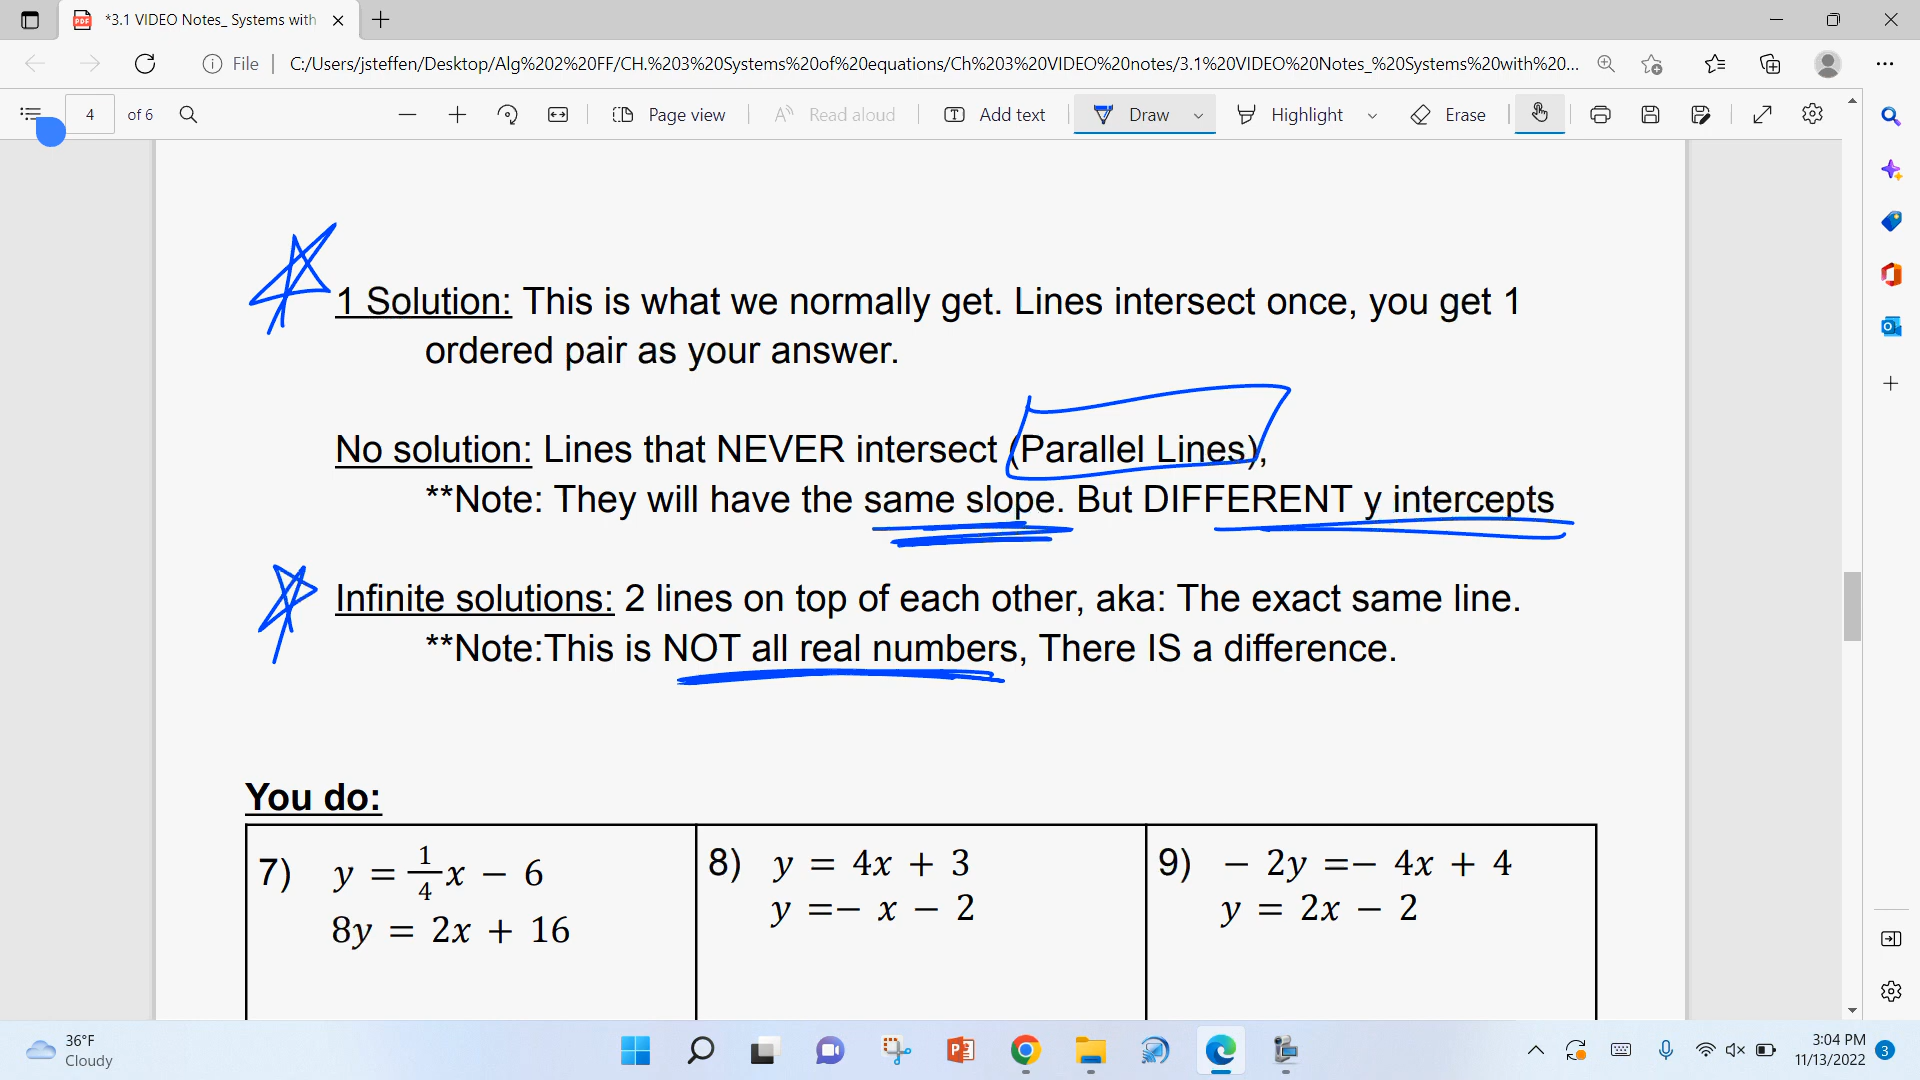 *3.1 VIDEO Notes_ Systems with
File
C:/Users/jsteffen/Desktop/Alg%202%20FF/CH.%203%20Systems%20of%20equations/Ch%203%20VIDEO%20notes/3.1%20VIDEO%20Notes_%20Systems%20with%20...
4 of 6 Page view Read aloud Add text Draw Highlight Erase
1 Solution: This is what we normally get. Lines intersect once, you get 1
ordered pair as your answer.
No solution: Lines that NEVER intersect (Parallel Lines),
**Note: They will have the same slope. But DIFFERENT y intercepts
Infinite solutions: 2 lines on top of each other, aka: The exact same line.
**Note:This is NOT all real numbers, There IS a difference.
You do:
7) y = 1/4 x − 6
8y = 2x + 16
8) y = 4x + 3
y =− x − 2
9) − 2y =− 4x + 4
y = 2x − 2
36°F
Cloudy
3:04 PM
11/13/2022
3